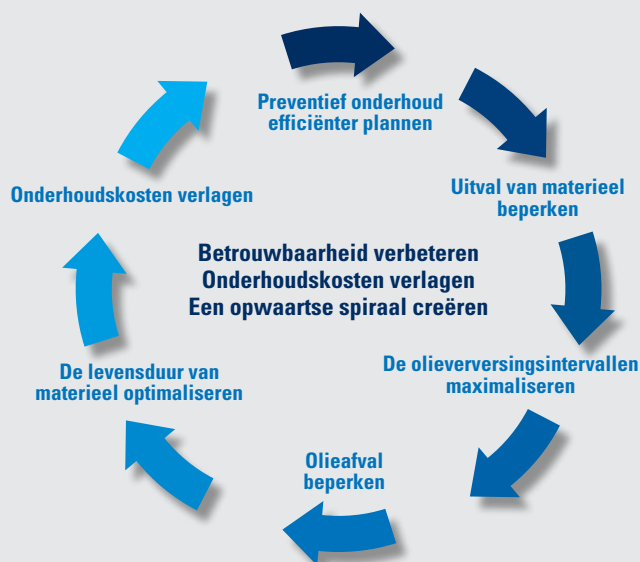 Preventief onderhoud
efficiënter plannen
Uitval van materieel
beperken
De olieverversingsintervallen
maximaliseren
Olieafval
beperken
De levensduur van
materieel optimaliseren
Onderhoudskosten verlagen
Betrouwbaarheid verbeteren
Onderhoudskosten verlagen
Een opwaartse spiraal creëren